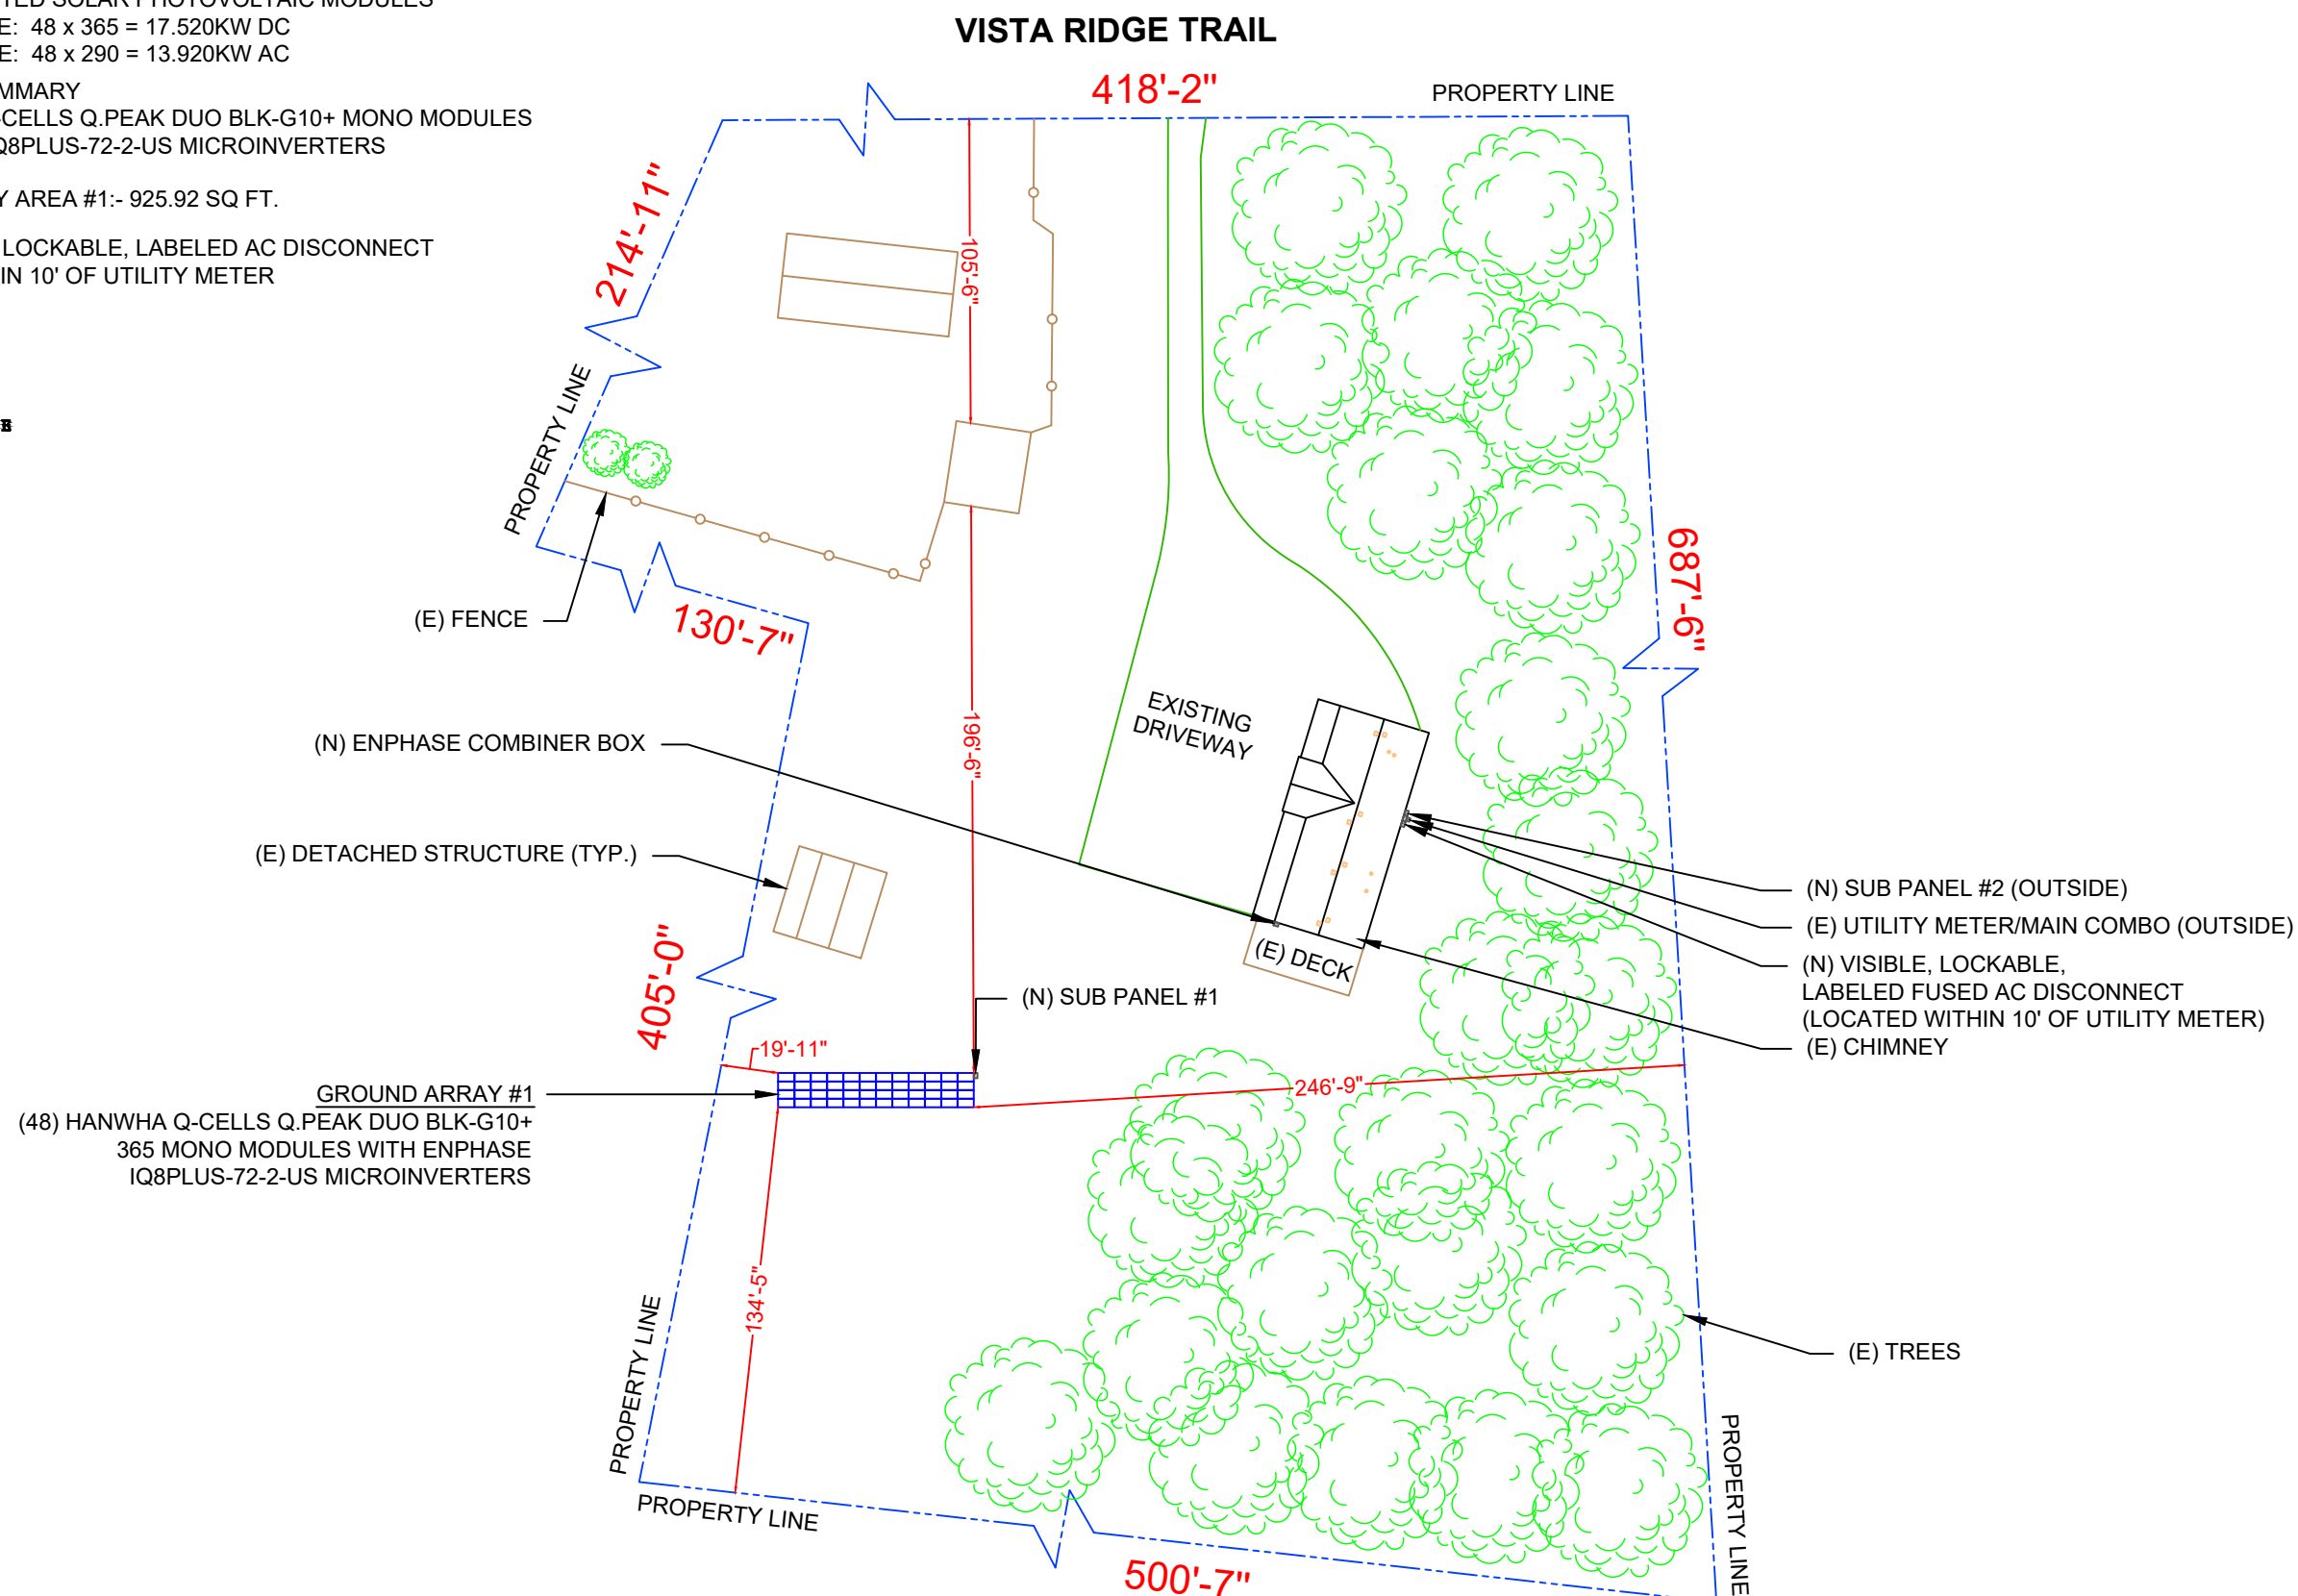 TED SOLAR PHOTOVOLTAIC MODULES
E: 48 x 365 = 17.520KW DC
E: 48 x 290 = 13.920KW AC
MMARY
-CELLS Q.PEAK DUO BLK-G10+ MONO MODULES
Q8PLUS-72-2-US MICROINVERTERS
Y AREA #1:- 925.92 SQ FT.
LOCKABLE, LABELED AC DISCONNECT
IN 10' OF UTILITY METER
VISTA RIDGE TRAIL
418'-2"
PROPERTY LINE
214'-11"
105'-6"
PROPERTY LINE
687'-6"
(E) FENCE
130'-7"
196'-6"
EXISTING
DRIVEWAY
(N) ENPHASE COMBINER BOX
(E) DETACHED STRUCTURE (TYP.)
(N) SUB PANEL #2 (OUTSIDE)
(E) UTILITY METER/MAIN COMBO (OUTSIDE)
(N) VISIBLE, LOCKABLE,
LABELED FUSED AC DISCONNECT
(LOCATED WITHIN 10' OF UTILITY METER)
(E) CHIMNEY
(E) DECK
405'-0"
(N) SUB PANEL #1
19'-11"
246'-9"
GROUND ARRAY #1
(48) HANWHA Q-CELLS Q.PEAK DUO BLK-G10+
365 MONO MODULES WITH ENPHASE
IQ8PLUS-72-2-US MICROINVERTERS
134'-5"
(E) TREES
PROPERTY LINE
PROPERTY LINE
PROPERTY LINE
500'-7"